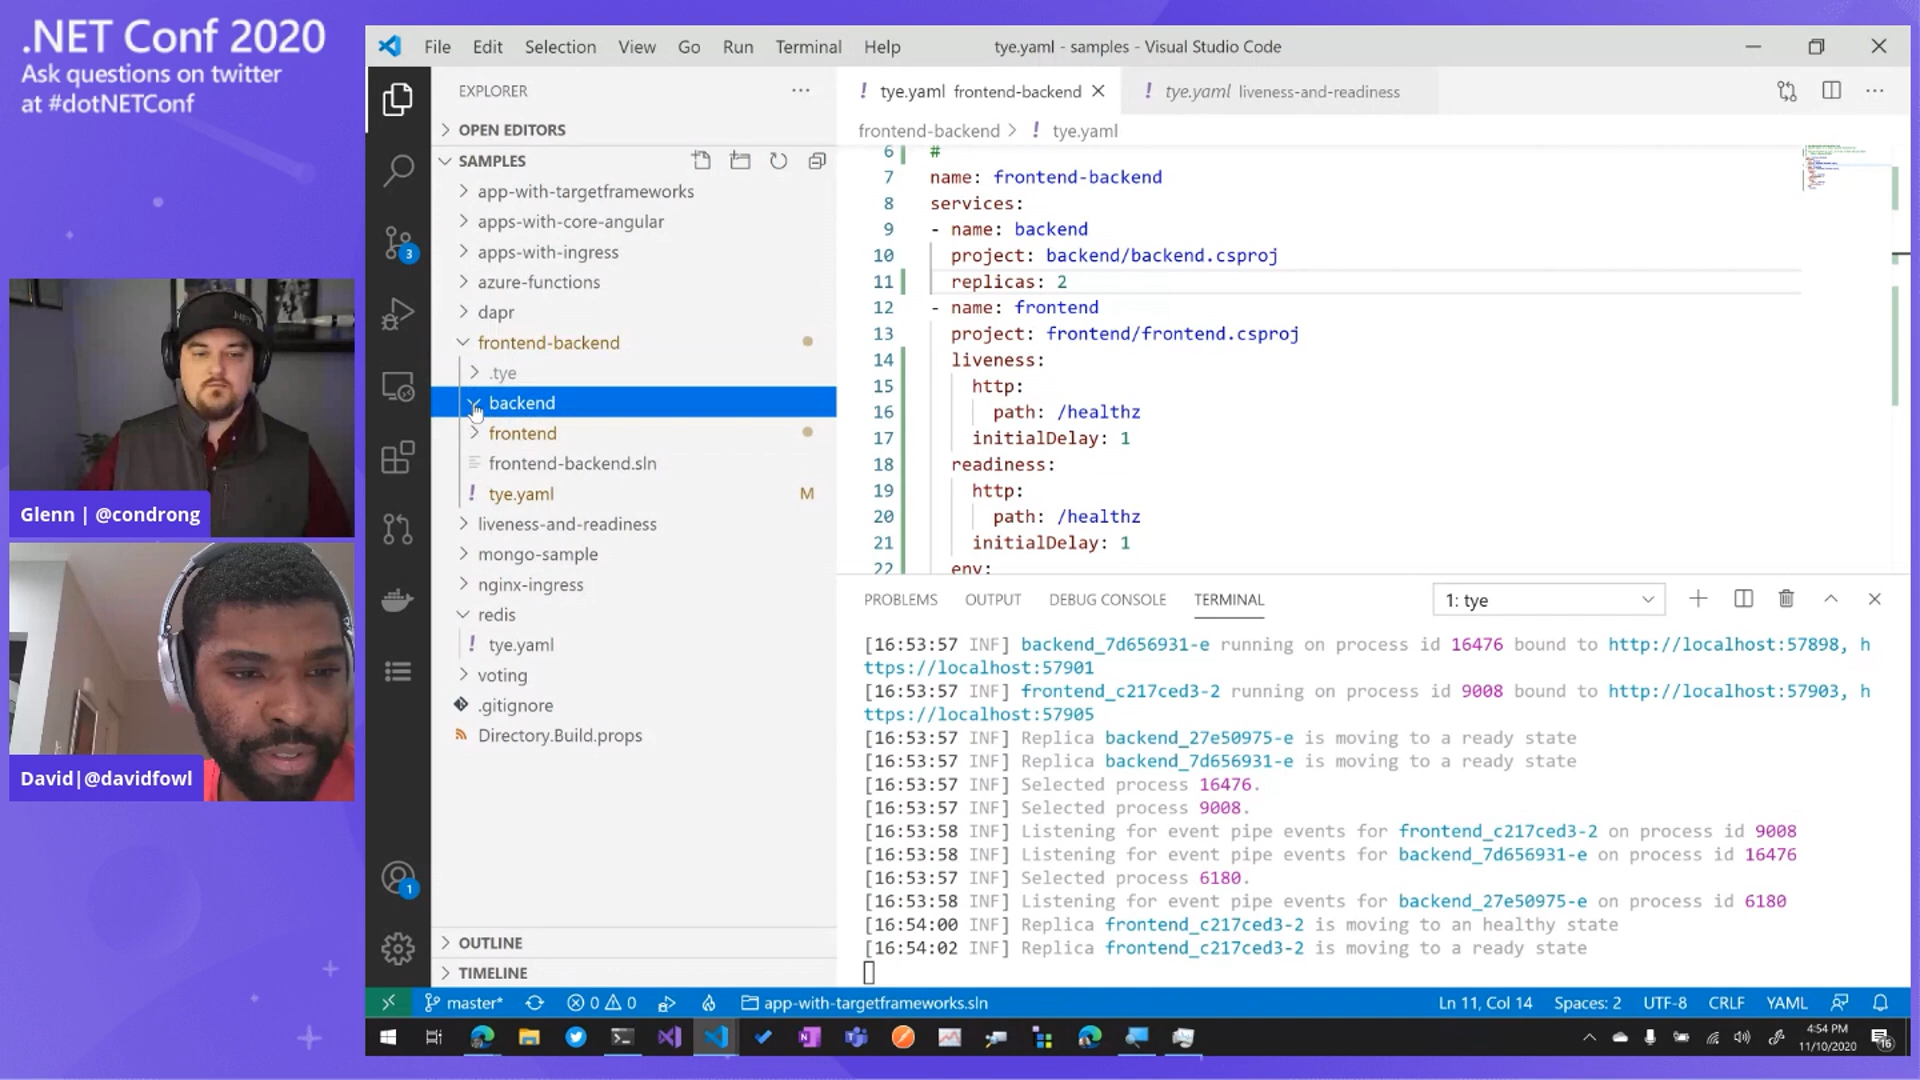 .NET Conf 2020
Ask questions on twitter
at #dotNETConf
Glenn | @condrong
David|@davidfowl
File Edit Selection View Go Run Terminal Help
tye.yaml - samples - Visual Studio Code
EXPLORER
OPEN EDITORS
SAMPLES
app-with-targetframeworks
apps-with-core-angular
apps-with-ingress
azure-functions
dapr
frontend-backend
.tye
backend
frontend
frontend-backend.sln
tye.yaml M
liveness-and-readiness
mongo-sample
nginx-ingress
redis
tye.yaml
voting
.gitignore
Directory.Build.props
OUTLINE
TIMELINE
3
1
tye.yaml frontend-backend
tye.yaml liveness-and-readiness
frontend-backend > ! tye.yaml
6 #
7 name: frontend-backend
8 services:
9 - name: backend
10 project: backend/backend.csproj
11 replicas: 2
12 - name: frontend
13 project: frontend/frontend.csproj
14 liveness:
15 http:
16 path: /healthz
17 initialDelay: 1
18 readiness:
19 http:
20 path: /healthz
21 initialDelay: 1
22 env:
PROBLEMS OUTPUT DEBUG CONSOLE TERMINAL 1: tye
[16:53:57 INF] backend_7d656931-e running on process id 16476 bound to http://localhost:57898, h
ttps://localhost:57901
[16:53:57 INF] frontend_c217ced3-2 running on process id 9008 bound to http://localhost:57903, h
ttps://localhost:57905
[16:53:57 INF] Replica backend_27e50975-e is moving to a ready state
[16:53:57 INF] Replica backend_7d656931-e is moving to a ready state
[16:53:57 INF] Selected process 16476.
[16:53:57 INF] Selected process 9008.
[16:53:58 INF] Listening for event pipe events for frontend_c217ced3-2 on process id 9008
[16:53:58 INF] Listening for event pipe events for backend_7d656931-e on process id 16476
[16:53:57 INF] Selected process 6180.
[16:53:58 INF] Listening for event pipe events for backend_27e50975-e on process id 6180
[16:54:00 INF] Replica frontend_c217ced3-2 is moving to an healthy state
[16:54:02 INF] Replica frontend_c217ced3-2 is moving to a ready state
master* 0 0 app-with-targetframeworks.sln Ln 11, Col 14 Spaces: 2 UTF-8 CRLF YAML
4:54 PM
11/10/2020
16